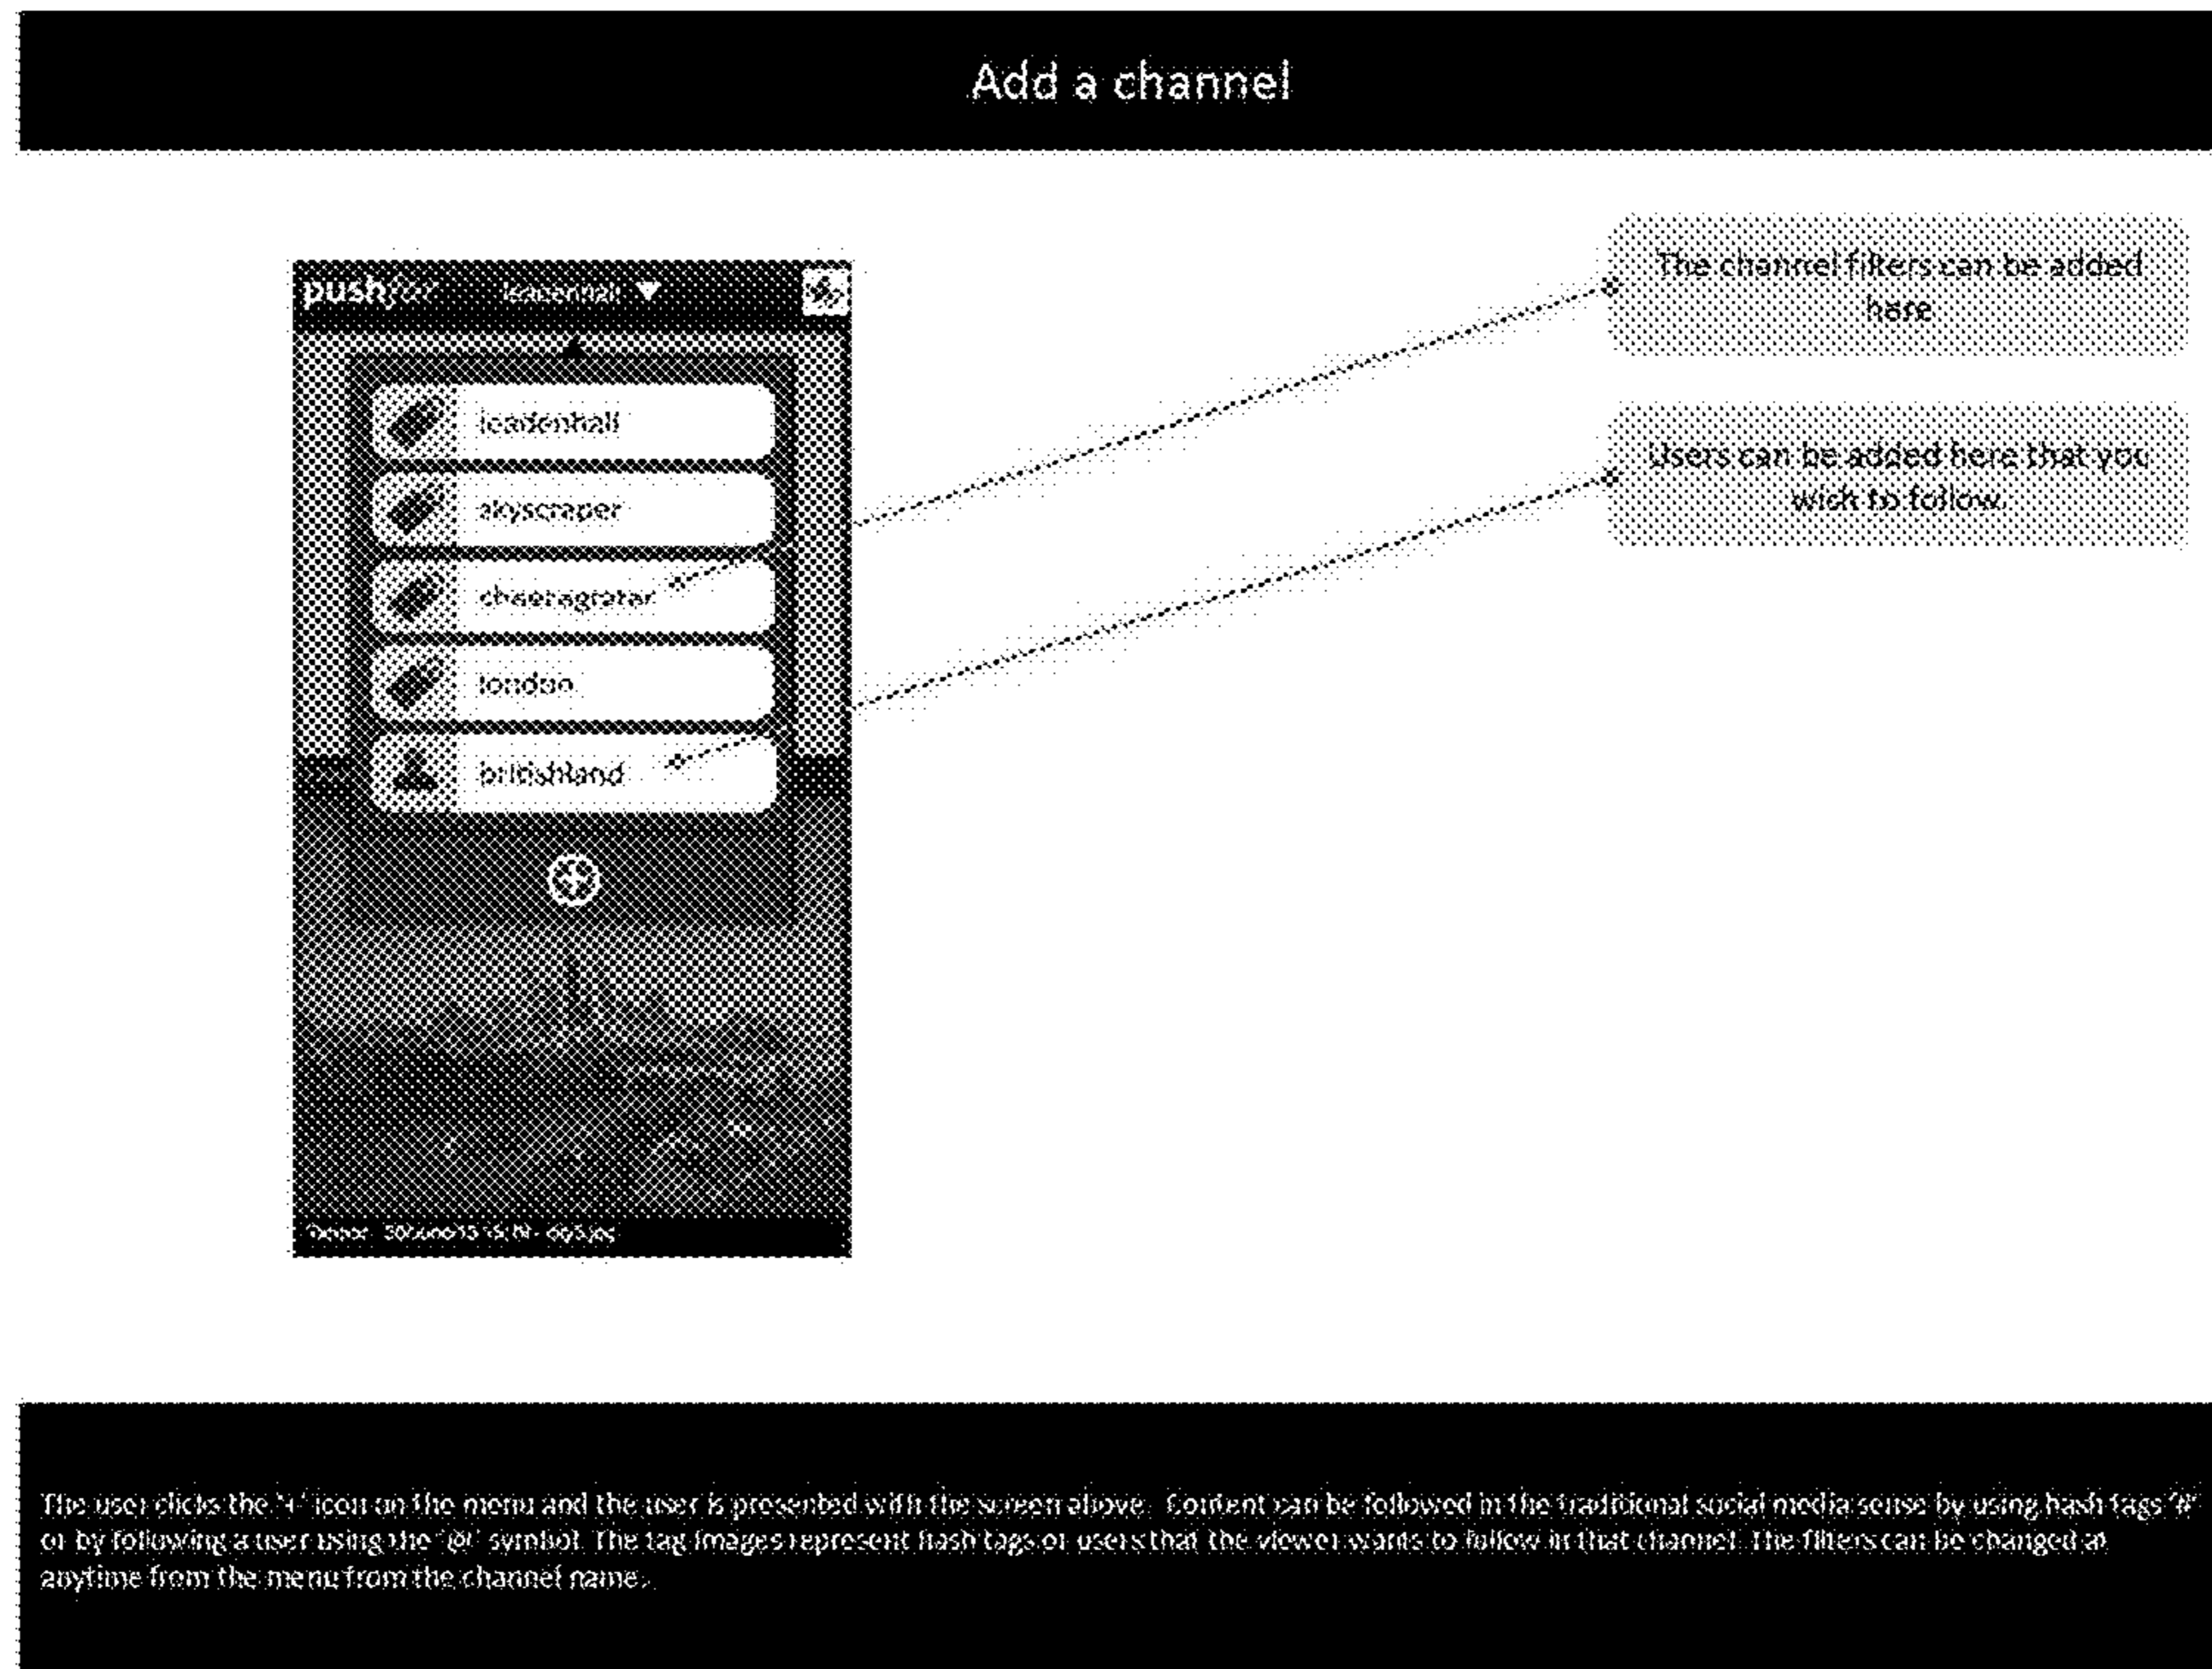 Add a channel
pushfor leadenhall
The channel filters can be added
here
leadenhall
Users can be added here that you
wish to follow.
skyscraper
cheesegrater
london
britishland
The user clicks the '+' icon on the menu and the user is presented with the screen above. Content can be followed in the traditional social media sense by using hash tags '#'
or by following a user using the '@' symbol. The tag images represent hash tags or users that the viewer wants to follow in that channel. The filters can be changed at
anytime from the menu from the channel name.